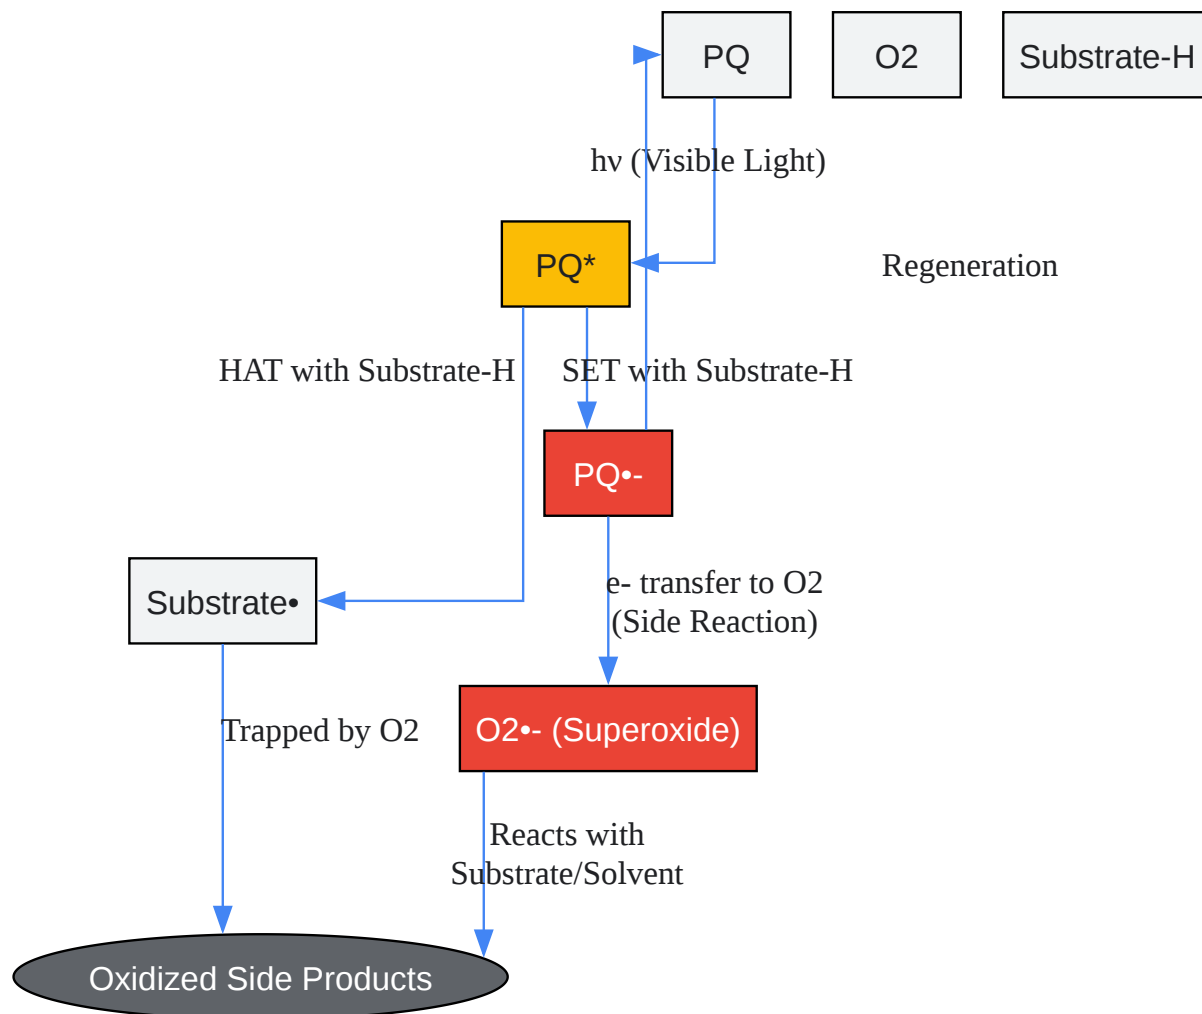 PQ
O2
Substrate-H
hν (Visible Light)
PQ*
Regeneration
HAT with Substrate-H
SET with Substrate-H
PQ•-
Substrate•
e- transfer to O2
(Side Reaction)
Trapped by O2
O2•- (Superoxide)
Reacts with
Substrate/Solvent
Oxidized Side Products